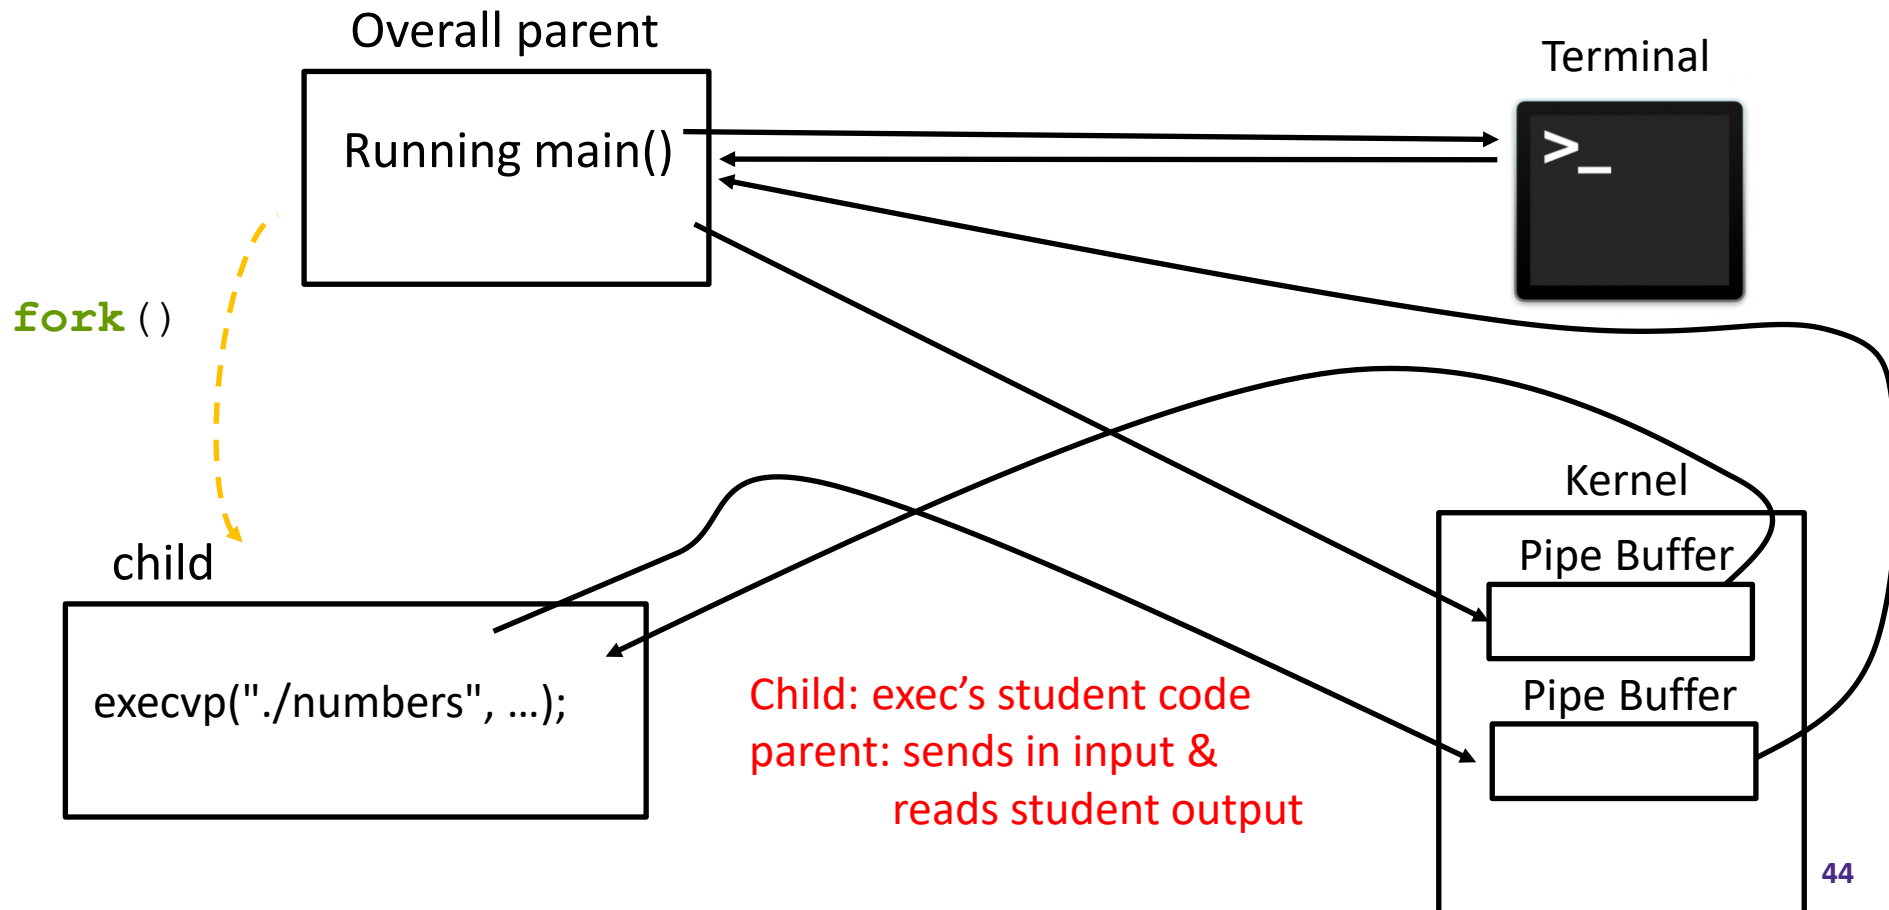 Overall parent
Terminal
Running main()
>_
fork()
Kernel
child
Pipe Buffer
execvp("./numbers", …);
Child: exec’s student code
Pipe Buffer
parent: sends in input &
reads student output
44